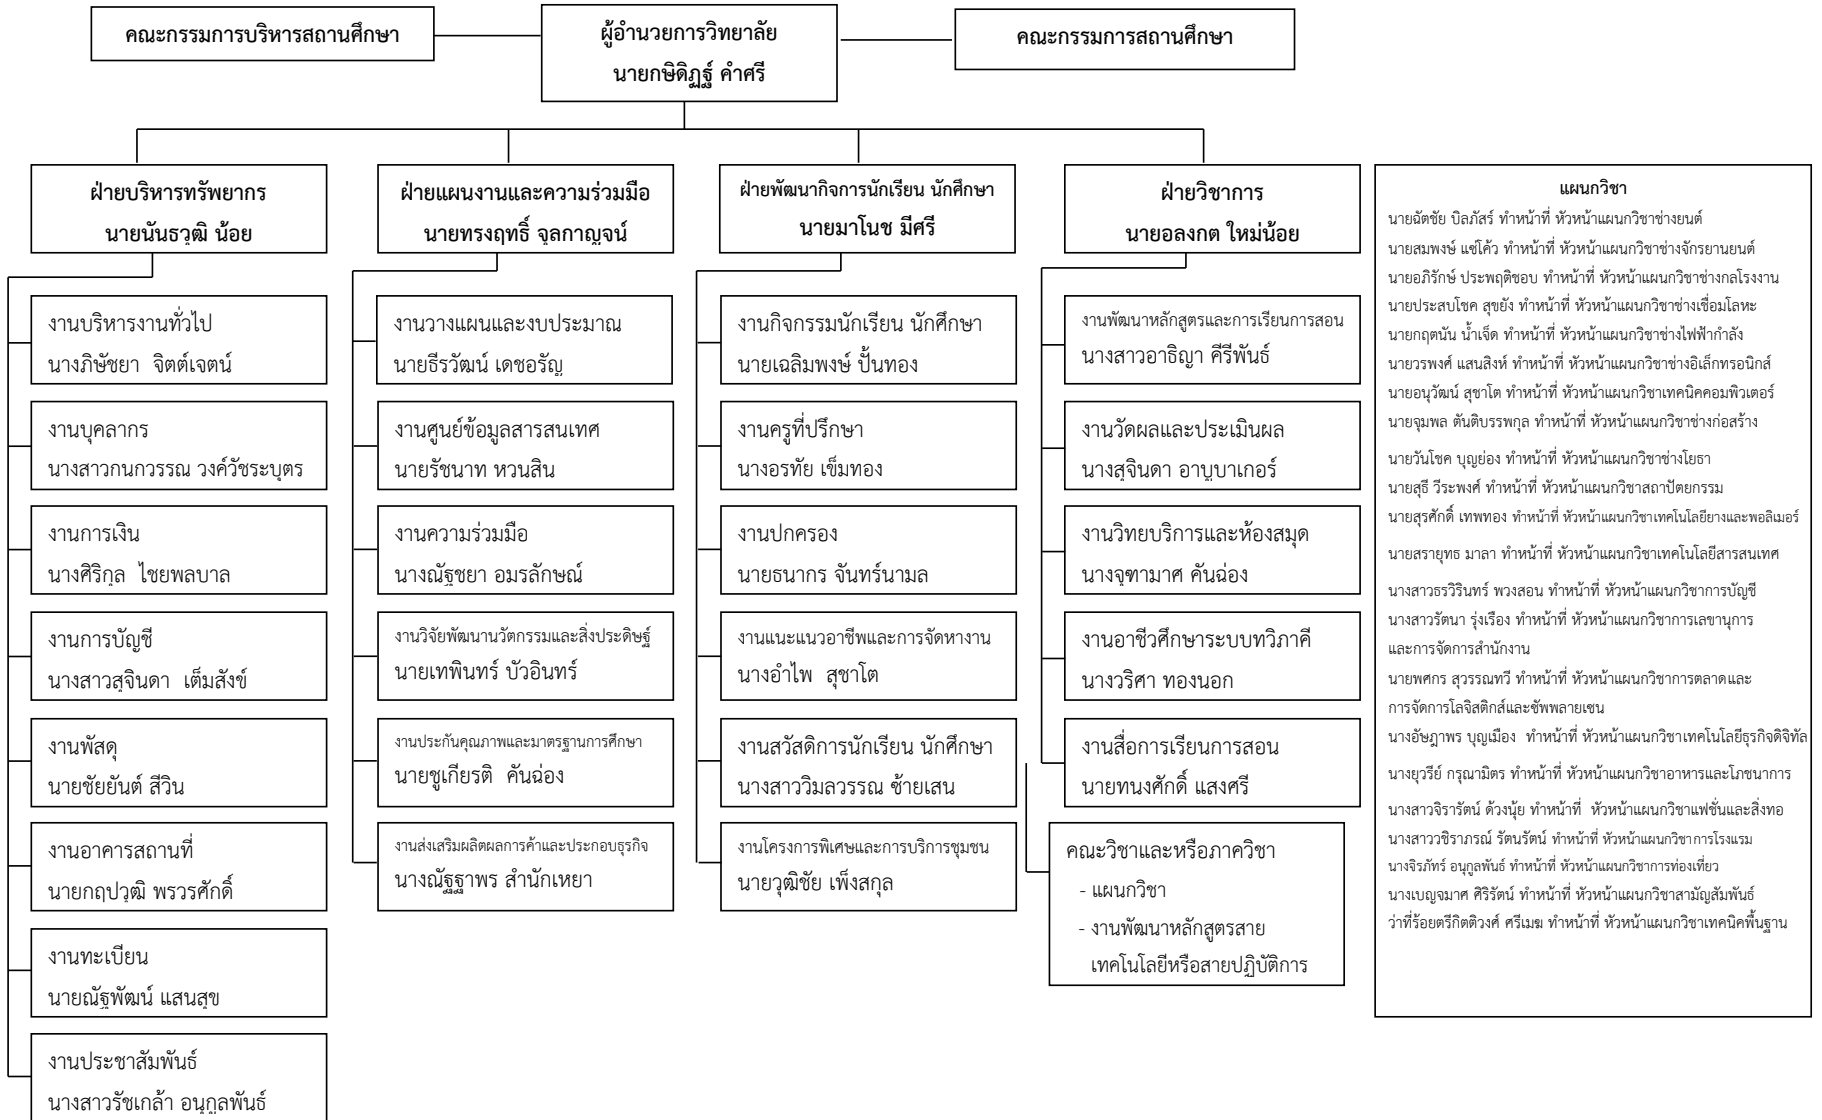 คณะกรรมการบริหารสถานศึกษา
ผู้อำนวยการวิทยาลัย
นายกษิดิฏฐ์ คำศรี
คณะกรรมการสถานศึกษา
ฝ่ายบริหารทรัพยากร
นายนันธวุฒิ น้อย
งานบริหารงานทั่วไป
นางภิษัชยา จิตต์เจตน์
งานบุคลากร
นางสาวกนกวรรณ วงค์วัชระบุตร
งานการเงิน
นางศิริกุล ไชยพลบาล
งานการบัญชี
นางสาวสุจินดา เต็มสังข์
งานพัสดุ
นายชัยยันต์ สีวิน
งานอาคารสถานที่
นายกฤปวุฒิ พรวรศักดิ์
งานทะเบียน
นายณัฐพัฒน์ แสนสุข
งานประชาสัมพันธ์
นางสาวรัชเกล้า อนุกูลพันธ์
ฝ่ายแผนงานและความร่วมมือ
นายทรงฤทธิ์ จุลกาญจน์
งานวางแผนและงบประมาณ
นายธีรวัฒน์ เดชอรัญ
งานศูนย์ข้อมูลสารสนเทศ
นายรัชนาท หวนสิน
งานความร่วมมือ
นางณัฐชยา อมรลักษณ์
งานวิจัยพัฒนานวัตกรรมและสิ่งประดิษฐ์
นายเทพินทร์ บัวอินทร์
งานประกันคุณภาพและมาตรฐานการศึกษา
นายชูเกียรติ คันฉ่อง
งานส่งเสริมผลิตผลการค้าและประกอบธุรกิจ
นางณัฐฐาพร สำนักเหยา
ฝ่ายพัฒนากิจการนักเรียน นักศึกษา
นายมาโนช มีศรี
งานกิจกรรมนักเรียน นักศึกษา
นายเฉลิมพงษ์ ปั้นทอง
งานครูที่ปรึกษา
นางอรทัย เข็มทอง
งานปกครอง
นายธนากร จันทร์นามล
งานแนะแนวอาชีพและการจัดหางาน
นางอำไพ สุชาโต
งานสวัสดิการนักเรียน นักศึกษา
นางสาววิมลวรรณ ซ้ายเสน
งานโครงการพิเศษและการบริการชุมชน
นายวุฒิชัย เพ็งสกุล
ฝ่ายวิชาการ
นายอลงกต ใหม่น้อย
งานพัฒนาหลักสูตรและการเรียนการสอน
นางสาวอาธิญา คีรีพันธ์
งานวัดผลและประเมินผล
นางสุจินดา อาบูบาเกอร์
งานวิทยบริการและห้องสมุด
นางจุฑามาศ คันฉ่อง
งานอาชีวศึกษาระบบทวิภาคี
นางวริศา ทองนอก
งานสื่อการเรียนการสอน
นายทนงศักดิ์ แสงศรี
คณะวิชาและหรือภาควิชา
- แผนกวิชา
- งานพัฒนาหลักสูตรสาย
เทคโนโลยีหรือสายปฏิบัติการ
แผนกวิชา
นายฉัตชัย บิลภัสร์ ทำหน้าที่ หัวหน้าแผนกวิชาช่างยนต์
นายสมพงษ์ แซ่โค้ว ทำหน้าที่ หัวหน้าแผนกวิชาช่างจักรยานยนต์
นายอภิรักษ์ ประพฤติชอบ ทำหน้าที่ หัวหน้าแผนกวิชาช่างกลโรงงาน
นายประสบโชค สุขยัง ทำหน้าที่ หัวหน้าแผนกวิชาช่างเชื่อมโลหะ
นายกฤตนัน น้ำเจ็ด ทำหน้าที่ หัวหน้าแผนกวิชาช่างไฟฟ้ากำลัง
นายวรพงศ์ แสนสิงห์ ทำหน้าที่ หัวหน้าแผนกวิชาช่างอิเล็กทรอนิกส์
นายอนุวัฒน์ สุชาโต ทำหน้าที่ หัวหน้าแผนกวิชาเทคนิคคอมพิวเตอร์
นายจุมพล ตันติบรรพกุล ทำหน้าที่ หัวหน้าแผนกวิชาช่างก่อสร้าง
นายวันโชค บุญย่อง ทำหน้าที่ หัวหน้าแผนกวิชาช่างโยธา
นายสุธี วีระพงศ์ ทำหน้าที่ หัวหน้าแผนกวิชาสถาปัตยกรรม
นายสุรศักดิ์ เทพทอง ทำหน้าที่ หัวหน้าแผนกวิชาเทคโนโลยียางและพอลิเมอร์
นายสรายุทธ มาลา ทำหน้าที่ หัวหน้าแผนกวิชาเทคโนโลยีสารสนเทศ
นางสาวธรวิรินทร์ พวงสอน ทำหน้าที่ หัวหน้าแผนกวิชาการบัญชี
นางสาวรัตนา รุ่งเรือง ทำหน้าที่ หัวหน้าแผนกวิชาการเลขานุการ
และการจัดการสำนักงาน
นายพศกร สุวรรณทวี ทำหน้าที่ หัวหน้าแผนกวิชาการตลาดและ
การจัดการโลจิสติกส์และซัพพลายเซน
นางอัษฎาพร บุญเมือง ทำหน้าที่ หัวหน้าแผนกวิชาเทคโนโลยีธุรกิจดิจิทัล
นางยุวรีย์ กรุณามิตร ทำหน้าที่ หัวหน้าแผนกวิชาอาหารและโภชนาการ
นางสาวจิรารัตน์ ด้วงนุ้ย ทำหน้าที่ หัวหน้าแผนกวิชาแฟชั่นและสิ่งทอ
นางสาววชิราภรณ์ รัตนรัตน์ ทำหน้าที่ หัวหน้าแผนกวิชาการโรงแรม
นางจิรภัทร์ อนุกูลพันธ์ ทำหน้าที่ หัวหน้าแผนกวิชาการท่องเที่ยว
นางเบญจมาศ ศิริรัตน์ ทำหน้าที่ หัวหน้าแผนกวิชาสามัญสัมพันธ์
ว่าที่ร้อยตรีกิตติวงศ์ ศรีเมฆ ทำหน้าที่ หัวหน้าแผนกวิชาเทคนิคพื้นฐาน